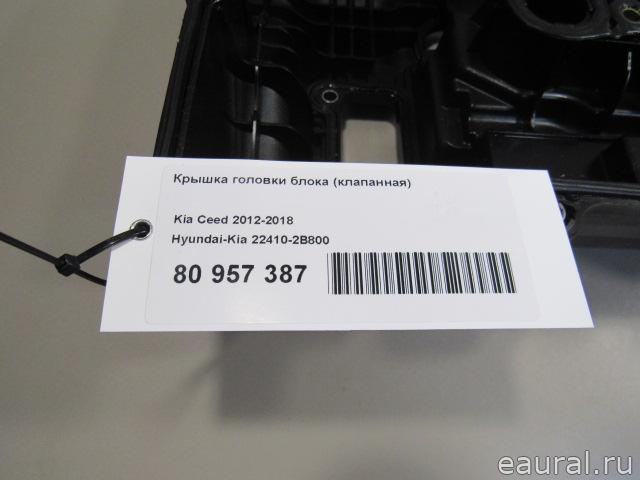 Крышка головки блока (клапанная)
Kia Ceed 2012-2018
Hyundai-Kia 22410-2B800
80 957 387
eaural.ru